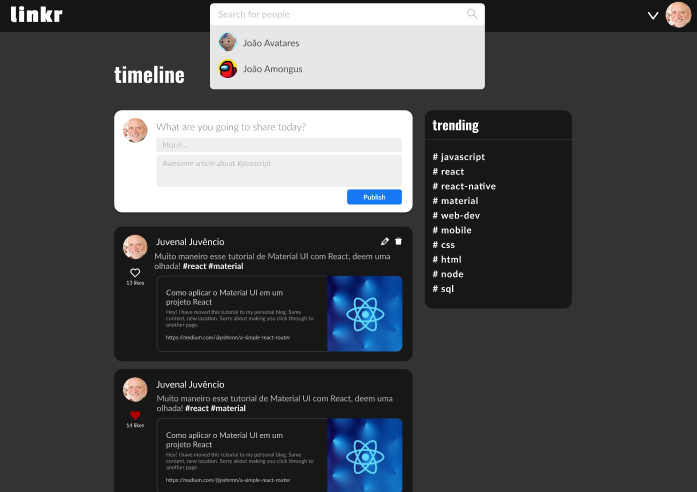 linkr
Search for people
João Avatares
João Amongus
timeline
What are you going to share today?
http://...
Awesome article about #javascript
Publish
trending
# javascript
# react
# react-native
# material
# web-dev
# mobile
# css
# html
# node
# sql
Juvenal Juvêncio
Muito maneiro esse tutorial de Material UI com React, deem uma
olhada! #react #material
13 likes
Como aplicar o Material UI em um
projeto React
Hey! I have moved this tutorial to my personal blog. Same
content, new location. Sorry about making you click through to
another page.
https://medium.com/@pshrmn/a-simple-react-router
Juvenal Juvêncio
Muito maneiro esse tutorial de Material UI com React, deem uma
olhada! #react #material
14 likes
Como aplicar o Material UI em um
projeto React
Hey! I have moved this tutorial to my personal blog. Same
content, new location. Sorry about making you click through to
another page.
https://medium.com/@pshrmn/a-simple-react-router